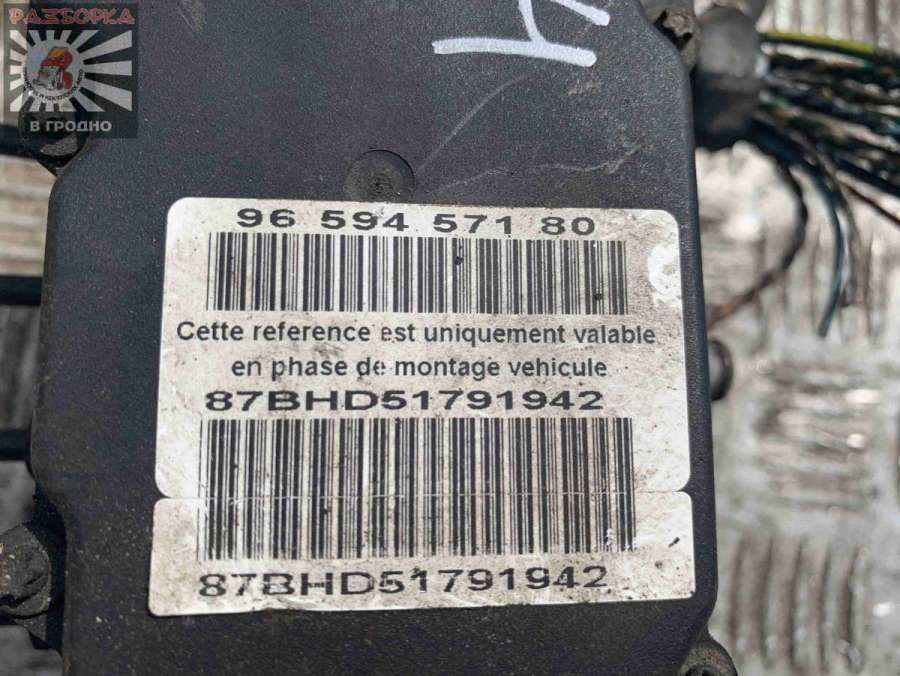 РАЗБОРКА
В ГРОДНО
96 594 571 80
Cette reference est uniquement valable
en phase de montage vehicule
87BHD51791942
87BHD51791942